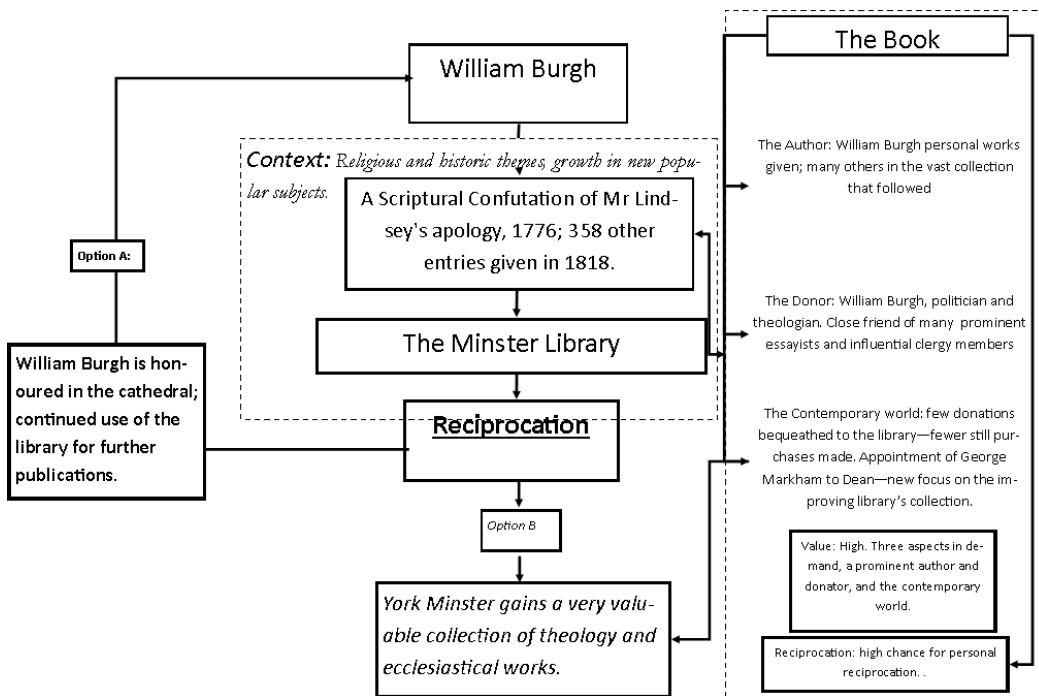 The Book
William Burgh
Context: Religious and historic themes, growth in new popu-
lar subjects.
A Scriptural Confutation of Mr Lind-
sey's apology, 1776; 358 other
entries given in 1818.
The Minster Library
Reciprocation
Option A:
William Burgh is hon-
oured in the cathedral;
continued use of the
library for further
publications.
Option B
York Minster gains a very valu-
able collection of theology and
ecclesiastical works.
The Author: William Burgh personal works
given; many others in the vast collection
that followed
The Donor: William Burgh, politician and
theologian. Close friend of many prominent
essayists and influential clergy members
The Contemporary world: few donations
bequeathed to the library—fewer still pur-
chases made. Appointment of George
Markham to Dean—new focus on the im-
proving library's collection.
Value: High. Three aspects in de-
mand, a prominent author and
donator, and the contemporary
world.
Reciprocation: high chance for personal
reciprocation. .